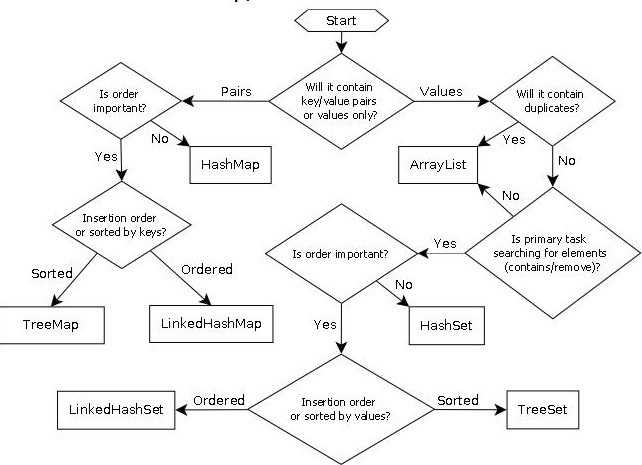 Start
Will it contain
key/value pairs
or values only?
Pairs
Values
Is order
important?
Will it contain
duplicates?
No
Yes
Yes
No
HashMap
ArrayList
No
Insertion order
or sorted by keys?
Is primary task
searching for elements
(contains/remove)?
Yes
Is order important?
Sorted
Ordered
No
TreeMap
LinkedHashMap
HashSet
Yes
Insertion order
or sorted by values?
Ordered
Sorted
LinkedHashSet
TreeSet